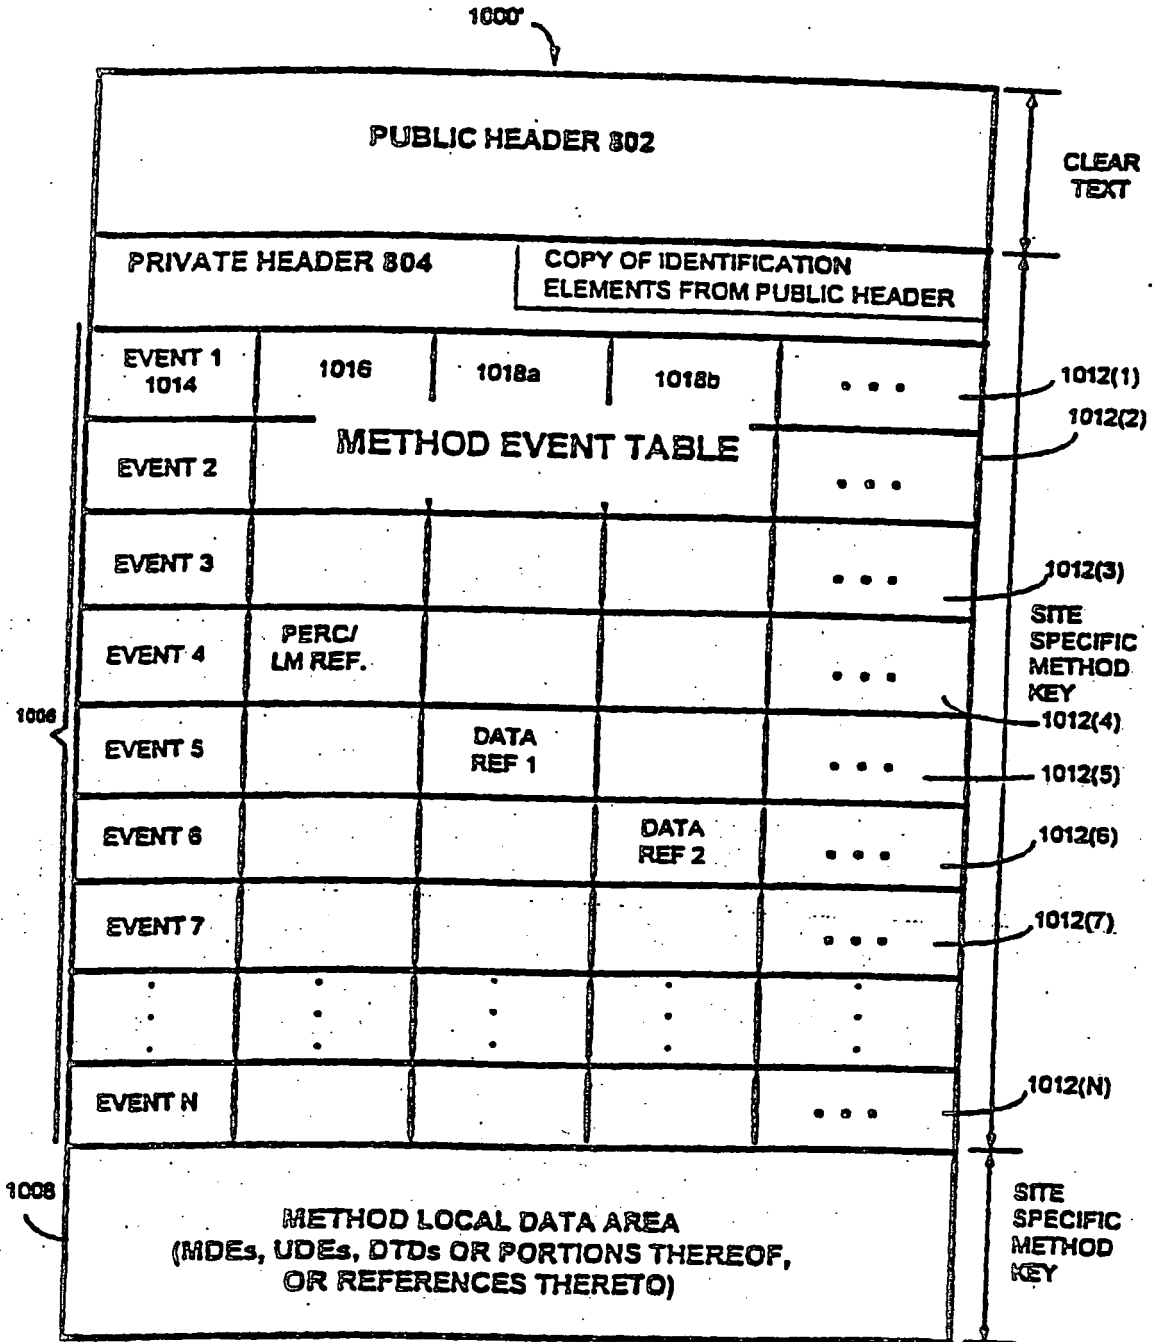 1000'
PUBLIC HEADER 802
CLEAR
TEXT
PRIVATE HEADER 804
COPY OF IDENTIFICATION
ELEMENTS FROM PUBLIC HEADER
EVENT 1
1014
1016
1018a
1018b
• • •
1012(1)
1012(2)
METHOD EVENT TABLE
EVENT 2
• • •
EVENT 3
• • •
1012(3)
SITE
SPECIFIC
METHOD
KEY
EVENT 4
PERC/
LM REF.
• • •
1012(4)
1006
EVENT 5
DATA
REF 1
• • •
1012(5)
EVENT 6
DATA
REF 2
• • •
1012(6)
EVENT 7
• • •
1012(7)
EVENT N
• • •
1012(N)
1008
METHOD LOCAL DATA AREA
(MDEs, UDEs, DTDs OR PORTIONS THEREOF,
OR REFERENCES THERETO)
SITE
SPECIFIC
METHOD
KEY